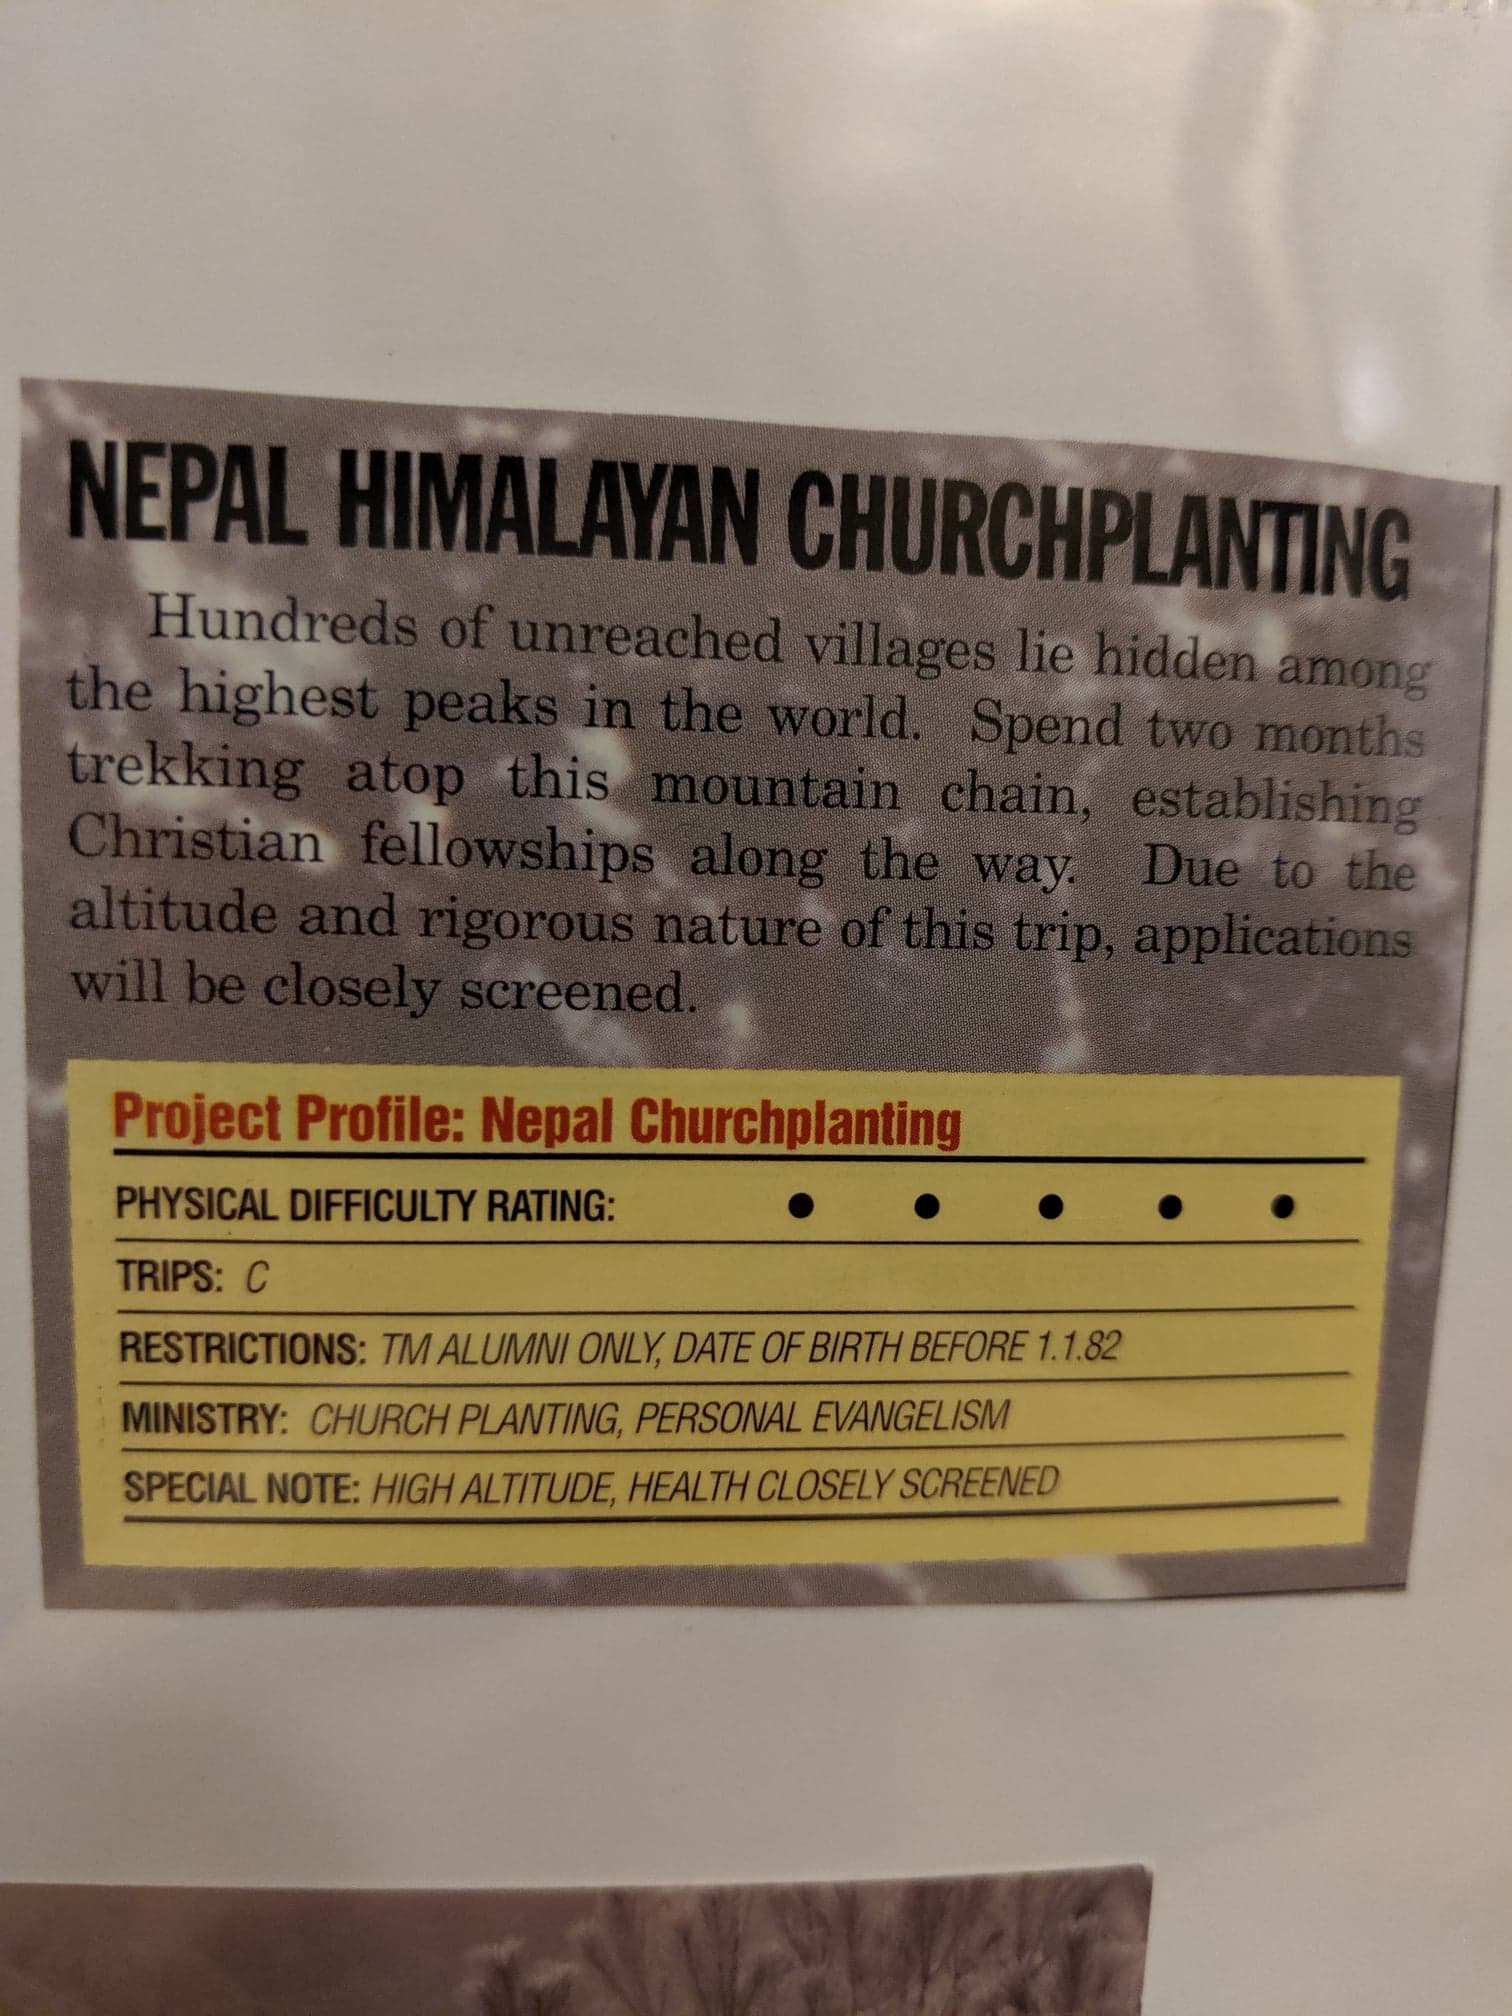 NEPAL HIMALAYAN CHURCHPLANTING
Hundreds of unreached villages lie hidden among
the highest peaks in the world. Spend two months
trekking atop this mountain chain, establishing
Christian fellowships along the way. Due to the
altitude and rigorous nature of this trip, applications
will be closely screened.
Project Profile: Nepal Churchplanting
PHYSICAL DIFFICULTY RATING: • • • • •
TRIPS: C
RESTRICTIONS: TM ALUMNI ONLY, DATE OF BIRTH BEFORE 1.1.82
MINISTRY: CHURCH PLANTING, PERSONAL EVANGELISM
SPECIAL NOTE: HIGH ALTITUDE, HEALTH CLOSELY SCREENED